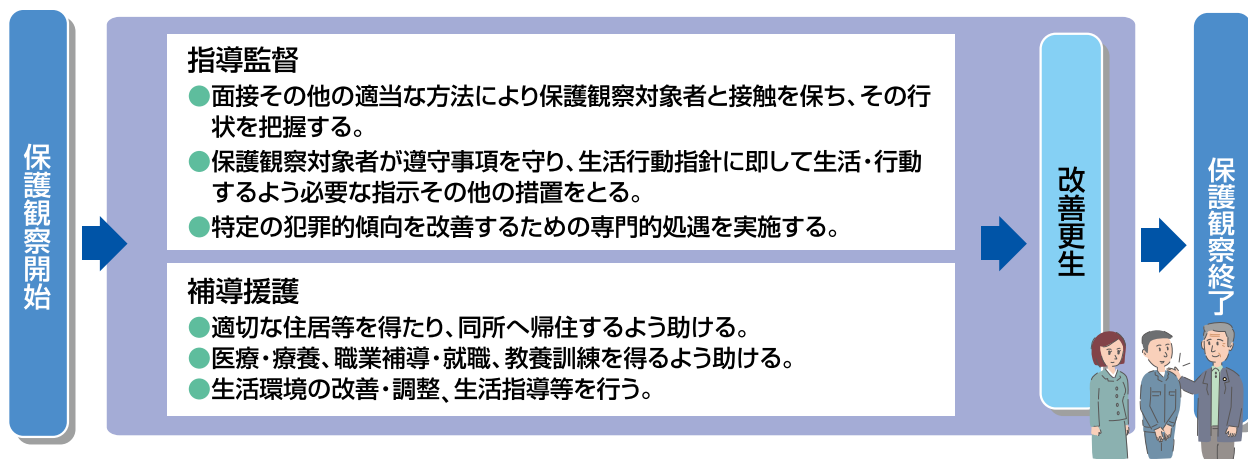 保護観察開始
指導監督
●面接その他の適当な方法により保護観察対象者と接触を保ち、その行
状を把握する。
●保護観察対象者が遵守事項を守り、生活行動指針に即して生活・行動
するよう必要な指示その他の措置をとる。
●特定の犯罪的傾向を改善するための専門的処遇を実施する。
補導援護
●適切な住居等を得たり、同所へ帰住するよう助ける。
●医療・療養、職業補導・就職、教養訓練を得るよう助ける。
●生活環境の改善・調整、生活指導等を行う。
改善更生
保護観察終了